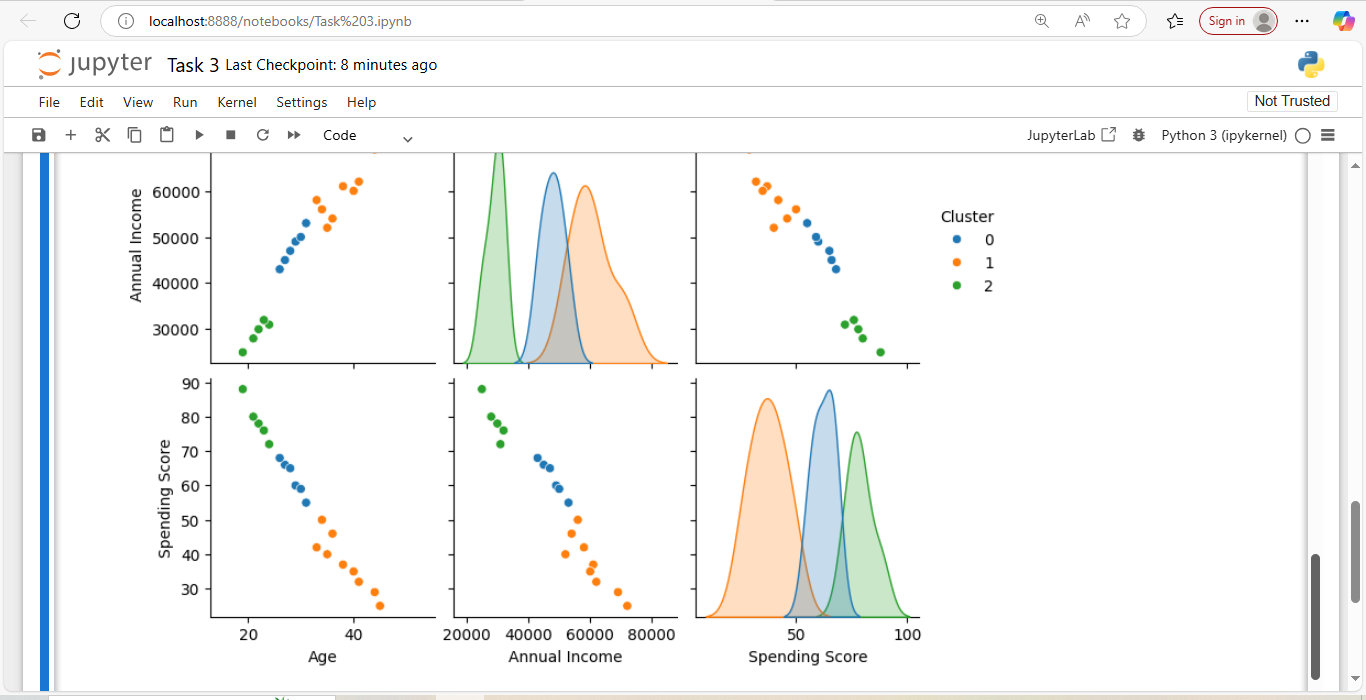 localhost:8888/notebooks/Task%203.ipynb
Sign in
jupyter Task 3 Last Checkpoint: 8 minutes ago
File Edit View Run Kernel Settings Help
Not Trusted
Code
JupyterLab
Python 3 (ipykernel)
Annual Income
60000
50000
40000
30000
Cluster
0
1
2
Spending Score
90
80
70
60
50
40
30
20 40
20000 40000 60000 80000
50 100
Age
Annual Income
Spending Score